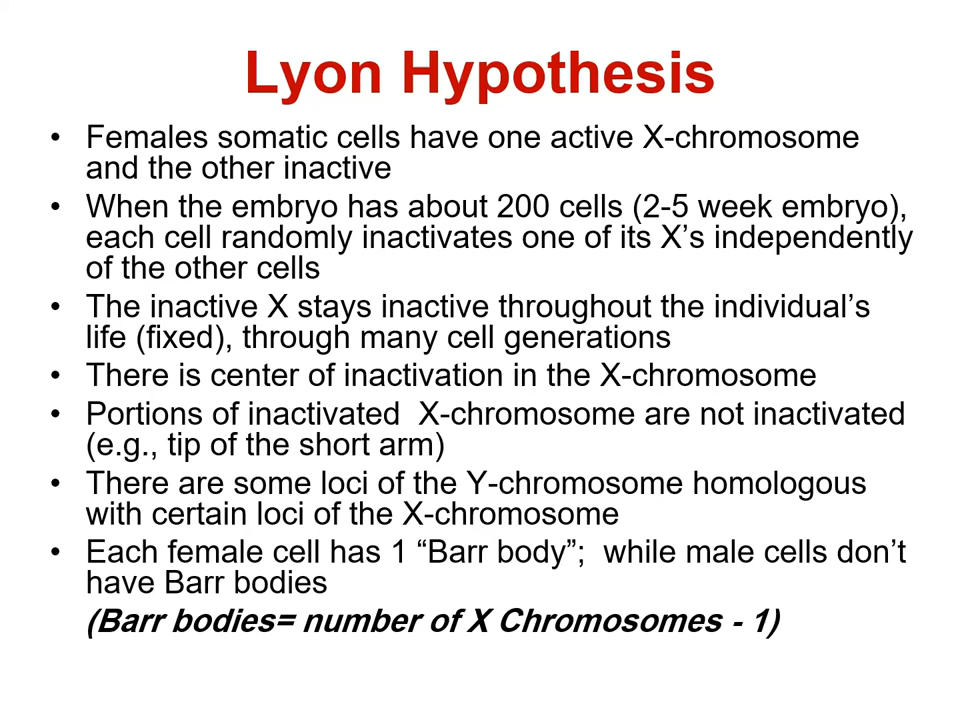 Lyon Hypothesis
• Females somatic cells have one active X-chromosome
and the other inactive
• When the embryo has about 200 cells (2-5 week embryo),
each cell randomly inactivates one of its X’s independently
of the other cells
• The inactive X stays inactive throughout the individual’s
life (fixed), through many cell generations
• There is center of inactivation in the X-chromosome
• Portions of inactivated  X-chromosome are not inactivated
(e.g., tip of the short arm)
• There are some loci of the Y-chromosome homologous
with certain loci of the X-chromosome
• Each female cell has 1 “Barr body”;  while male cells don’t
have Barr bodies
(Barr bodies= number of X Chromosomes - 1)